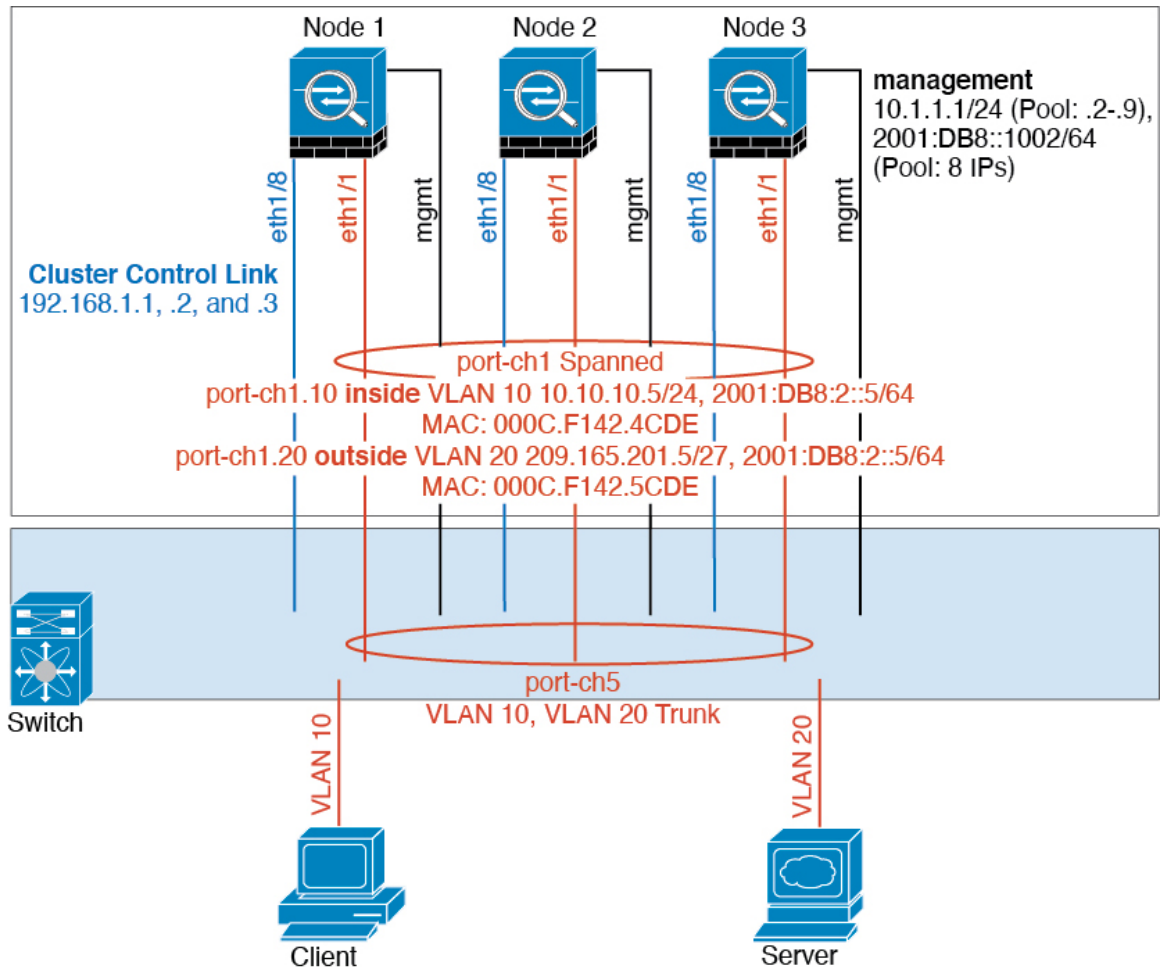 Node 1
Node 2
Node 3
management
10.1.1.1/24 (Pool: .2-.9),
2001:DB8::1002/64
(Pool: 8 IPs)
eth1/8
eth1/1
mgmt
eth1/8
eth1/1
mgmt
eth1/8
eth1/1
mgmt
Cluster Control Link
192.168.1.1, .2, and .3
port-ch1 Spanned
port-ch1.10 inside VLAN 10 10.10.10.5/24, 2001:DB8:2::5/64
MAC: 000C.F142.4CDE
port-ch1.20 outside VLAN 20 209.165.201.5/27, 2001:DB8:2::5/64
MAC: 000C.F142.5CDE
port-ch5
VLAN 10, VLAN 20 Trunk
Switch
VLAN 10
VLAN 20
Client
Server